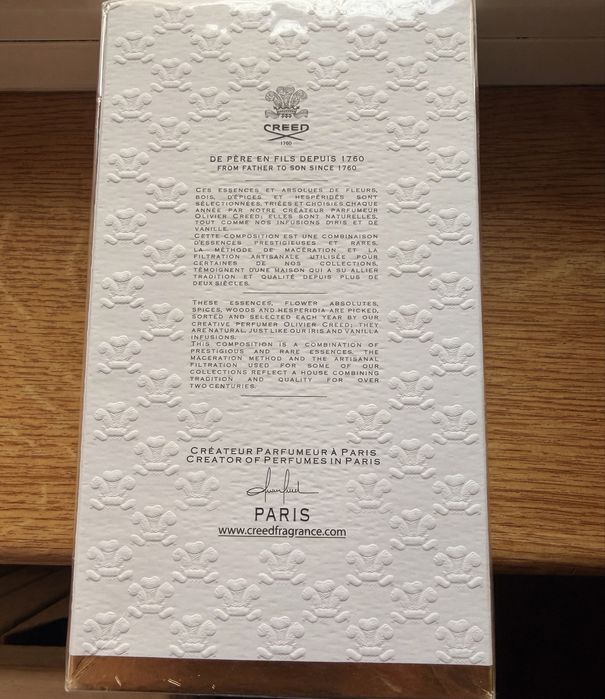 CREED
1760
DE PÈRE EN FILS DEPUIS 1760
FROM FATHER TO SON SINCE 1760
CES ESSENCES ET ABSOLUES DE FLEURS,
BOIS, D'ÉPICES ET HESPÉRIDÉS SONT
SÉLECTIONNÉES, TRIÉES ET CHOISIES CHAQUE
ANNÉE PAR NOTRE CRÉATEUR PARFUMEUR
OLIVIER CREED; ELLES SONT NATURELLES,
TOUT COMME NOS INFUSIONS D'IRIS ET DE
VANILLE.
CETTE COMPOSITION EST UNE COMBINAISON
D'ESSENCES PRESTIGIEUSES ET RARES,
LA MÉTHODE DE MACÉRATION ET LA
FILTRATION ARTISANALE UTILISÉE POUR
CERTAINES DE NOS COLLECTIONS,
TÉMOIGNENT D'UNE MAISON QUI A SU ALLIER
TRADITION ET QUALITÉ DEPUIS PLUS DE
DEUX SIÈCLES.
THESE ESSENCES, FLOWER ABSOLUTES,
SPICES, WOODS AND HESPERIDIA ARE PICKED,
SORTED AND SELECTED EACH YEAR BY OUR
CREATIVE PERFUMER OLIVIER CREED; THEY
ARE NATURAL JUST LIKE OUR IRIS AND VANILLA
INFUSIONS.
THIS COMPOSITION IS A COMBINATION OF
PRESTIGIOUS AND RARE ESSENCES, THE
MACERATION METHOD AND THE ARTISANAL
FILTRATION USED FOR SOME OF OUR
COLLECTIONS REFLECT A HOUSE COMBINING
TRADITION AND QUALITY FOR OVER
TWO CENTURIES.
CRÉATEUR PARFUMEUR À PARIS
CREATOR OF PERFUMES IN PARIS
PARIS
www.creedfragrance.com